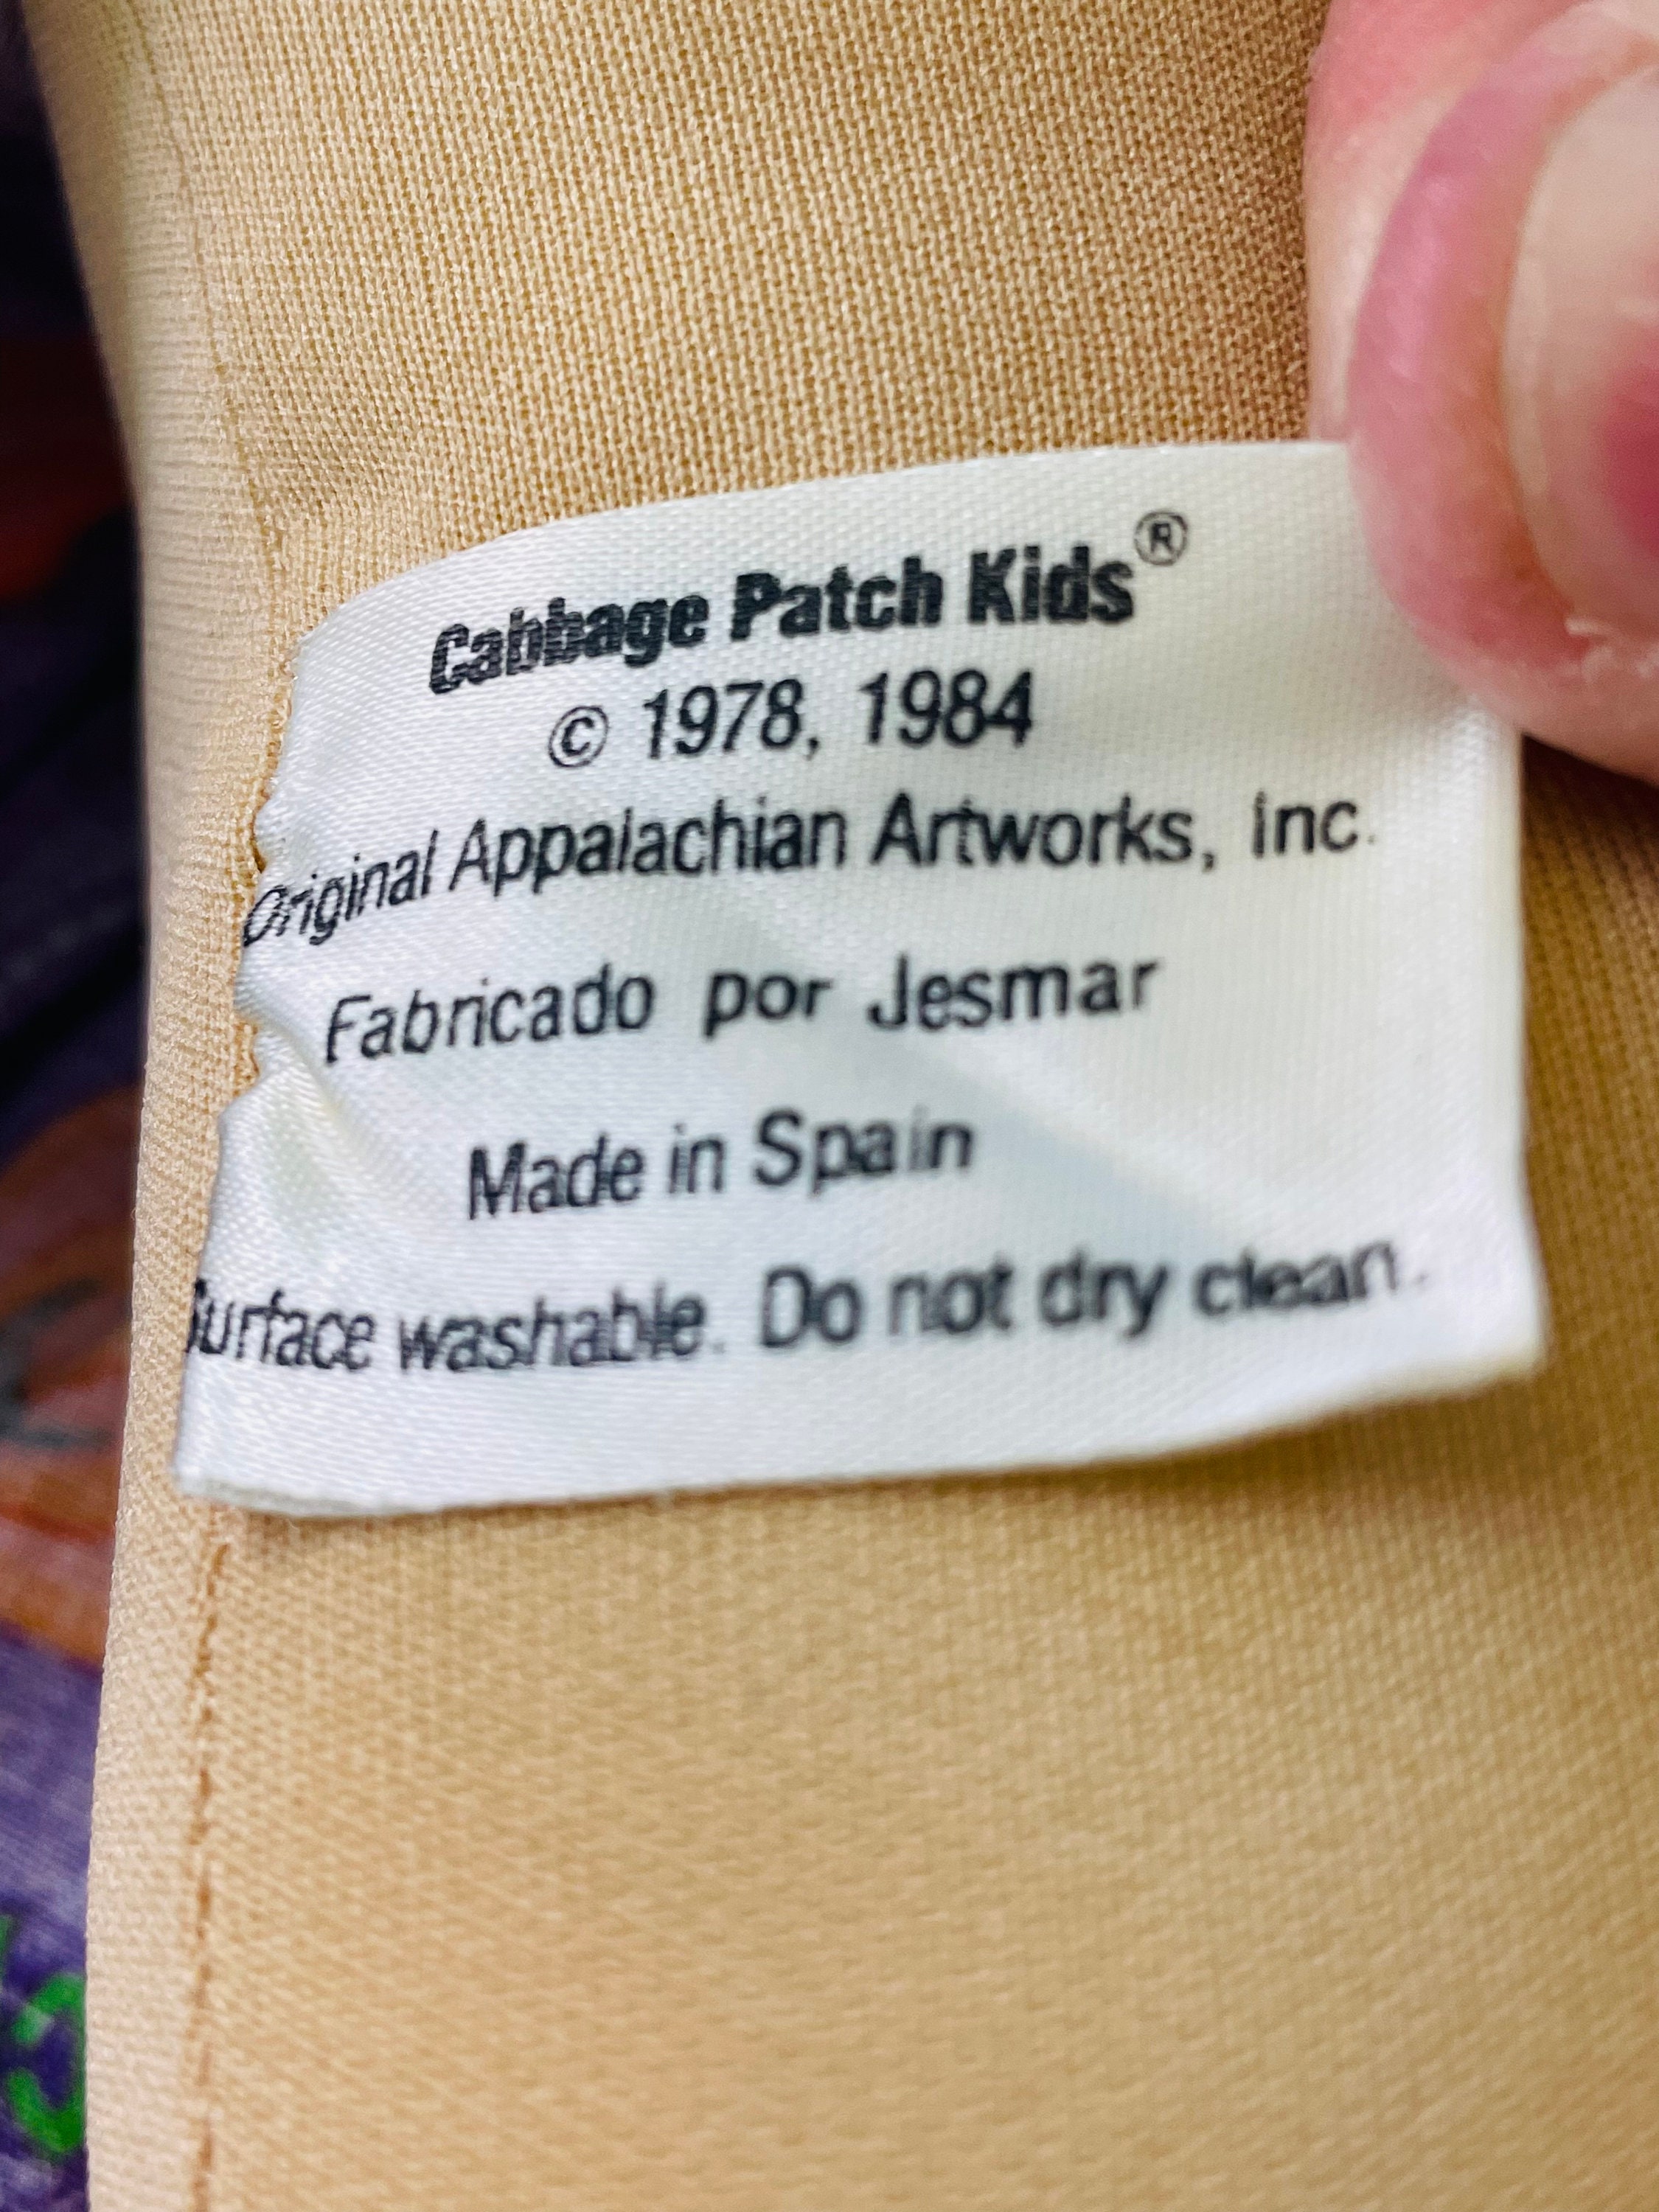 Cabbage Patch Kids®
© 1978, 1984
Original Appalachian Artworks, Inc.
Fabricado por Jesmar
Made in Spain
Surface washable. Do not dry clean.